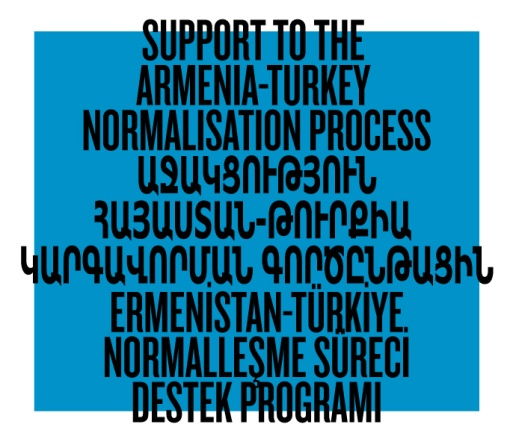 SUPPORT TO THE
ARMENIA-TURKEY
NORMALISATION PROCESS
ԱՋԱԿՑՈՒԹՅՈՒՆ
ՀԱՅԱՍՏԱՆ-ԹՈՒՐՔԻԱ
ԿԱՐԳԱՎՈՐՄԱՆ ԳՈՐԾԸՆԹԱՑԻՆ
ERMENİSTAN-TÜRKİYE
NORMALLEŞME SÜRECİ
DESTEK PROGRAMI